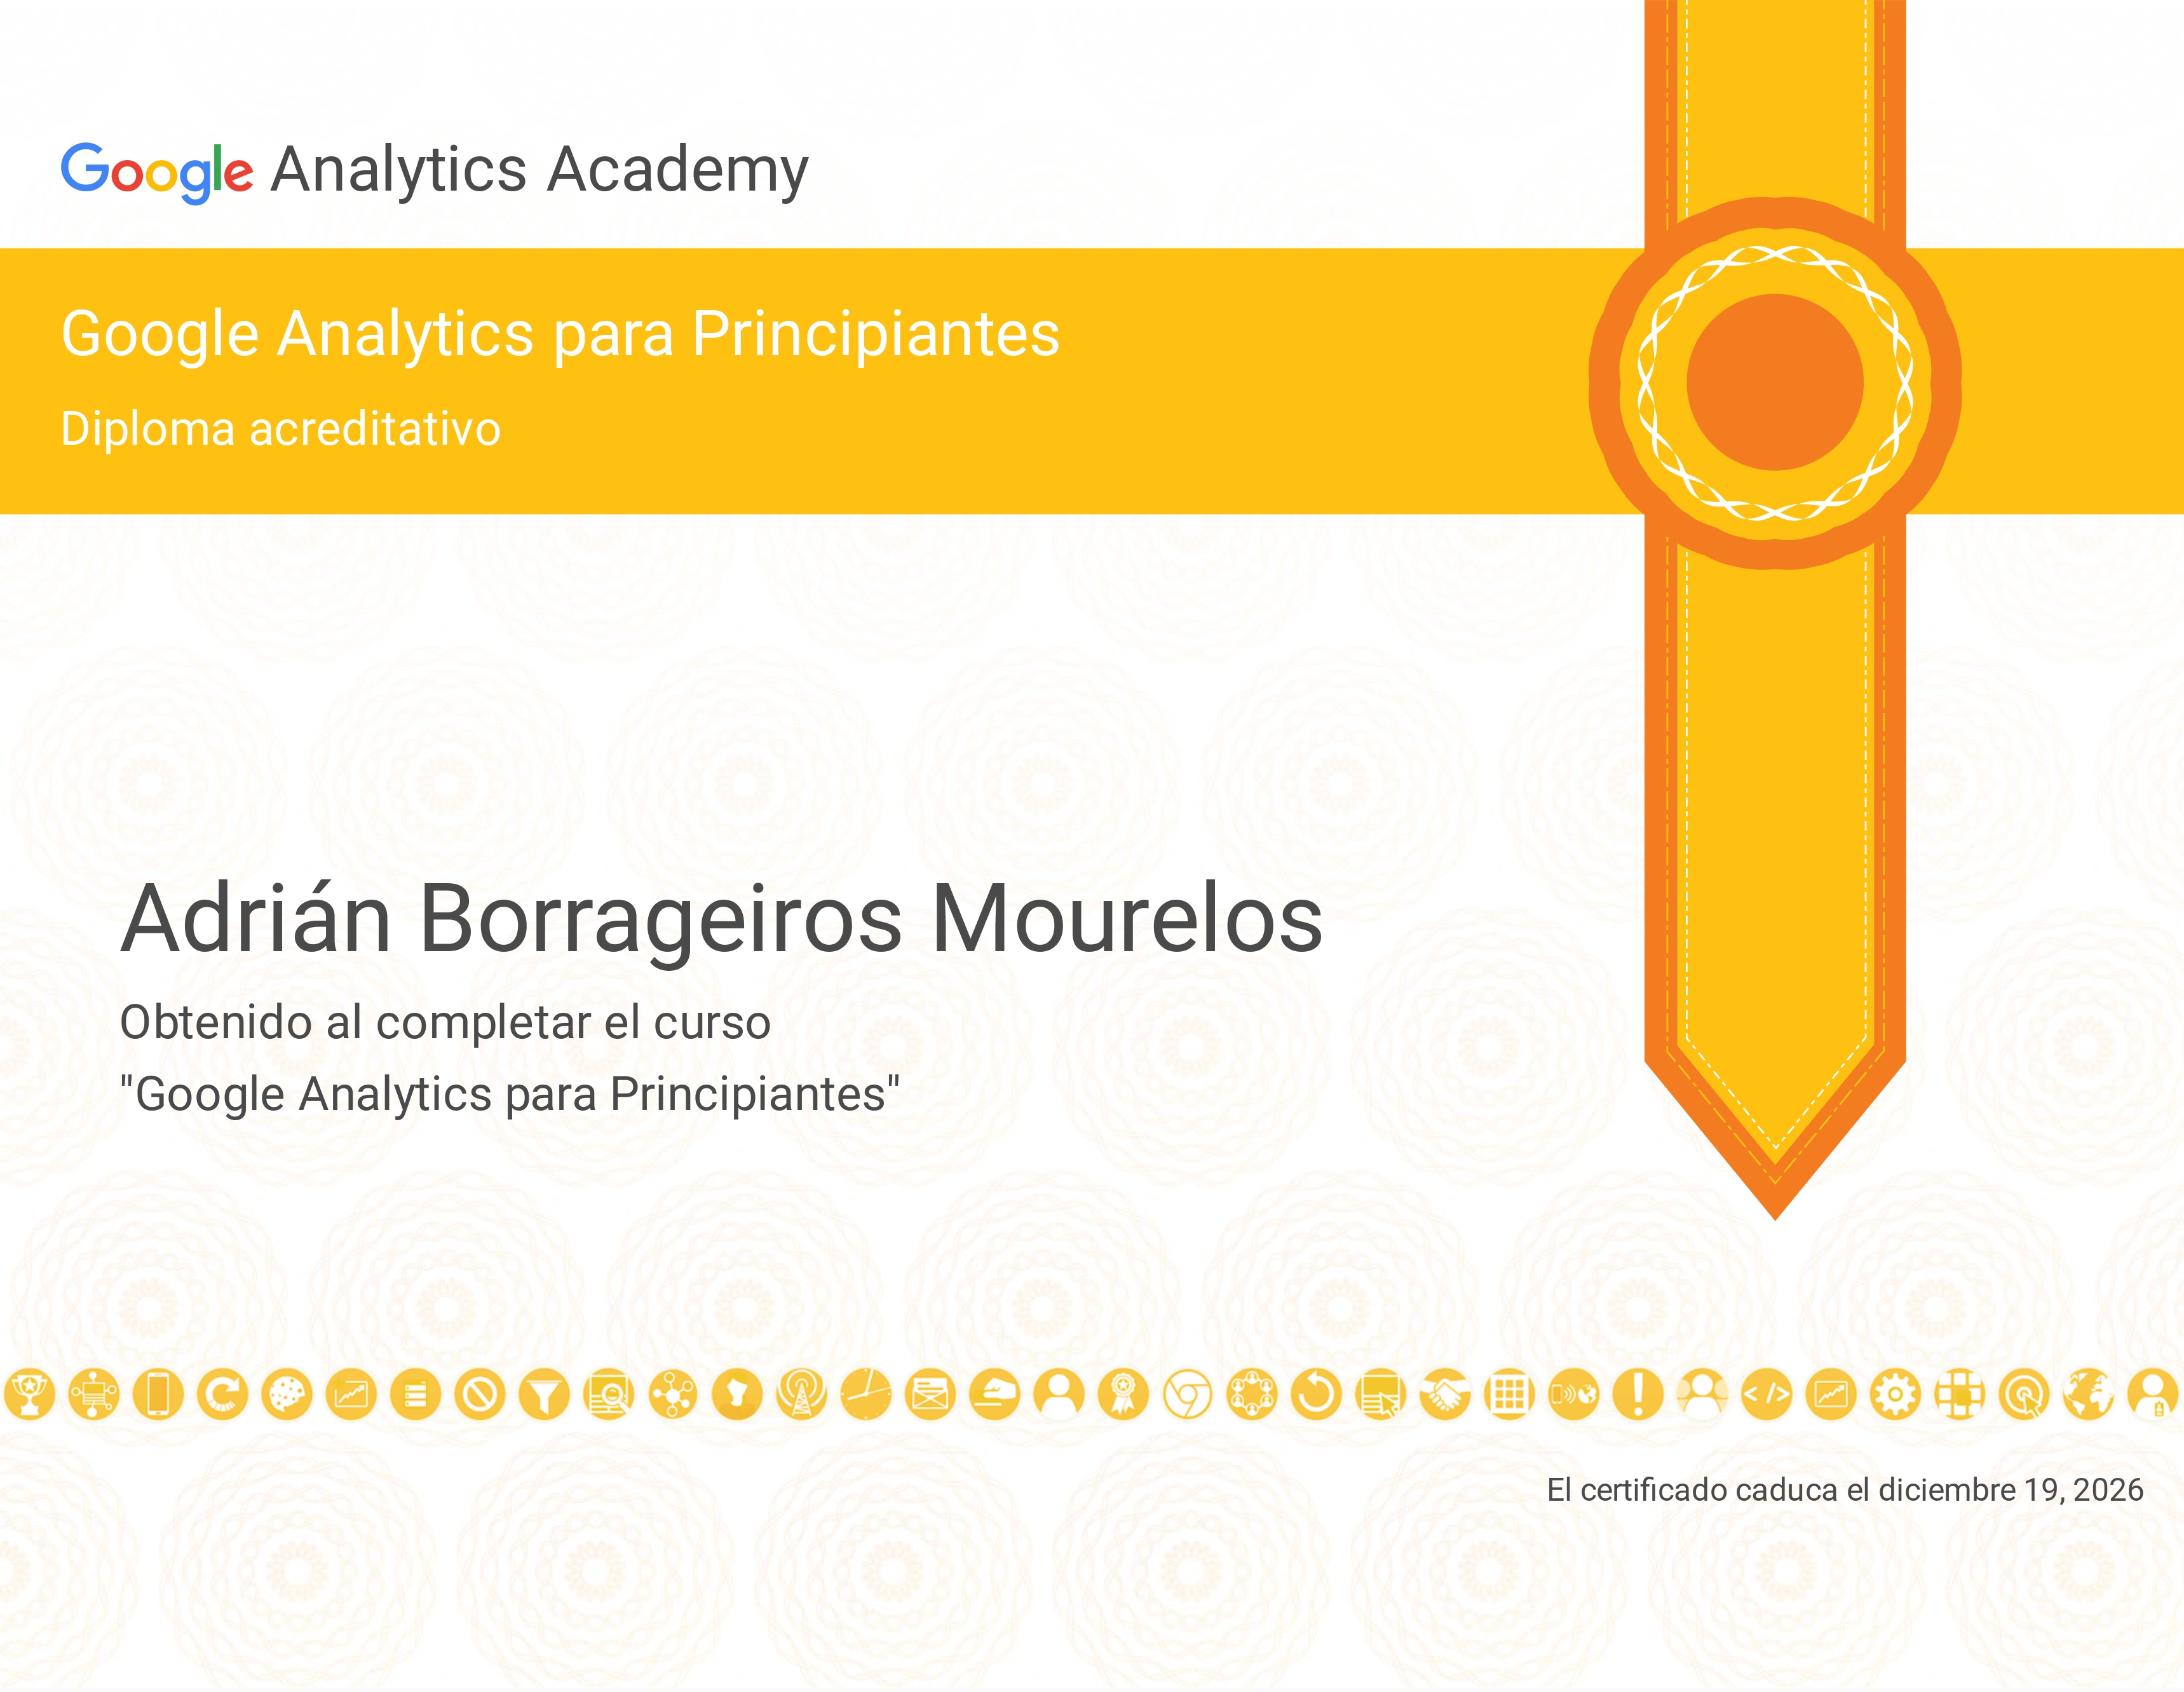 Google Analytics Academy
Google Analytics para Principiantes
Diploma acreditativo
Adrián Borrageiros Mourelos
Obtenido al completar el curso
"Google Analytics para Principiantes"
El certificado caduca el diciembre 19, 2026